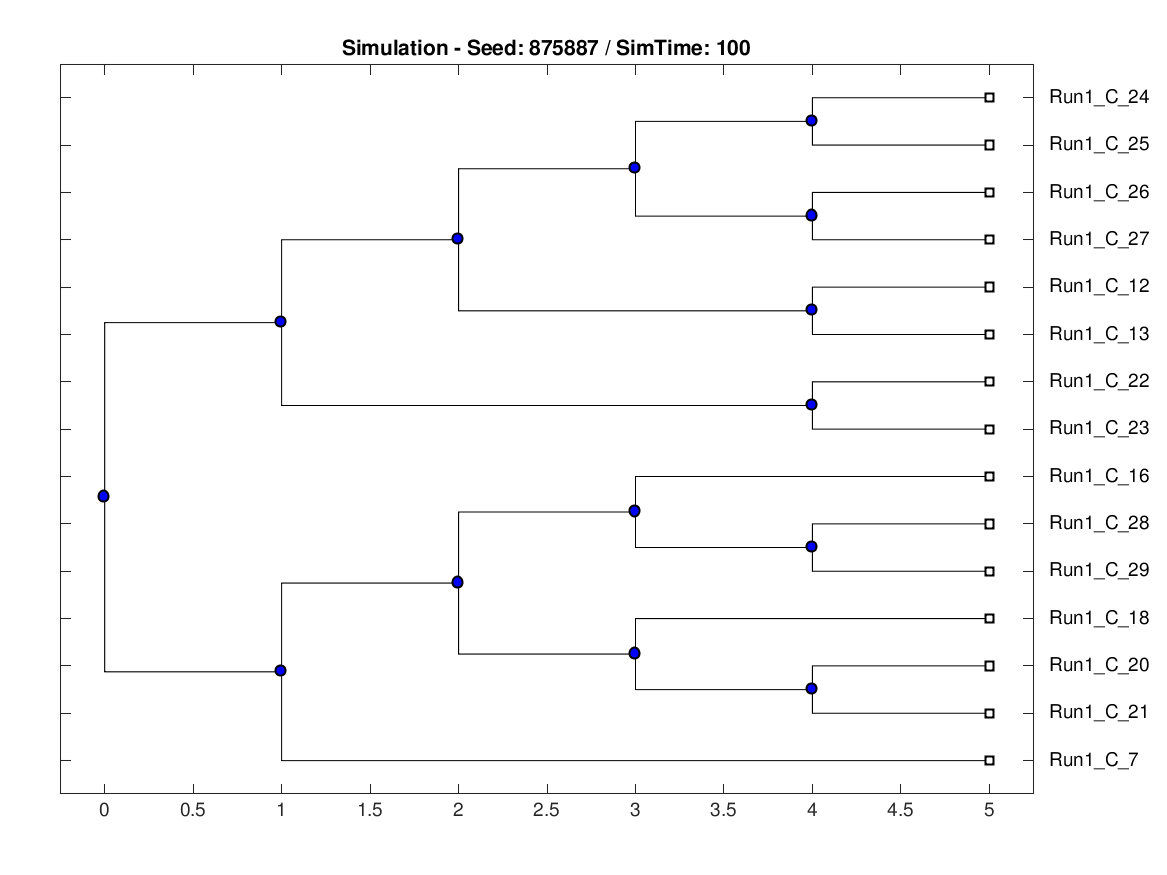 Simulation - Seed: 875887 / SimTime: 100
Run1_C_24
Run1_C_25
Run1_C_26
Run1_C_27
Run1_C_12
Run1_C_13
Run1_C_22
Run1_C_23
Run1_C_16
Run1_C_28
Run1_C_29
Run1_C_18
Run1_C_20
Run1_C_21
Run1_C_7
0 0.5 1 1.5 2 2.5 3 3.5 4 4.5 5